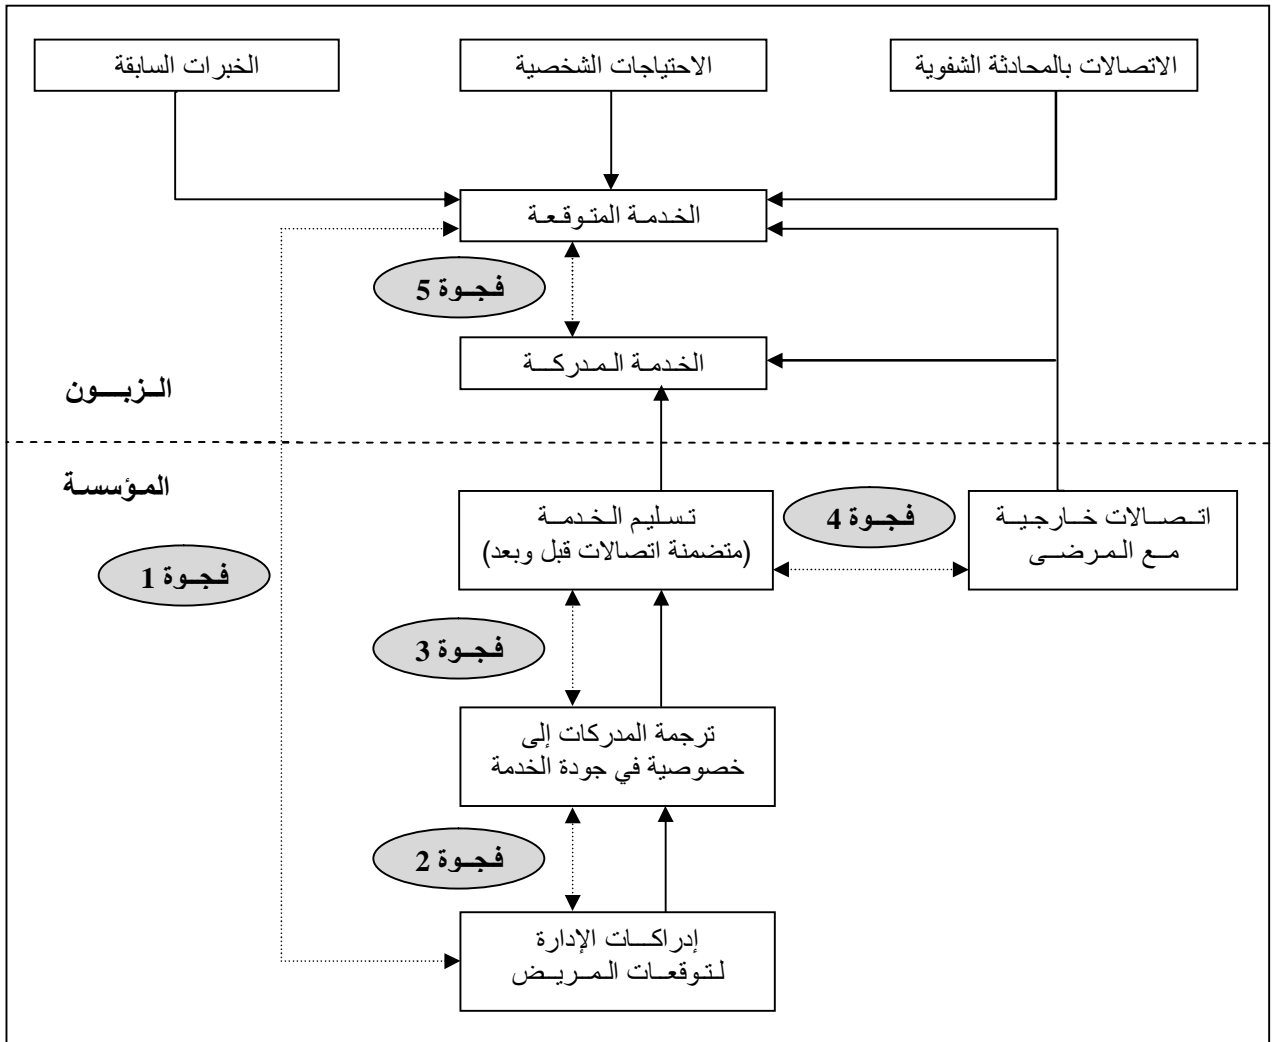 الاتصالات بالمحادثة الشفوية
الاحتياجات الشخصية
الخبرات السابقة
الخدمة المتوقعة
فجوة 5
الخدمة المدركة
الزبون
المؤسسة
اتصالات خارجية
مع المرضى
فجوة 4
تسليم الخدمة
(متضمنة اتصالات قبل وبعد)
فجوة 1
فجوة 3
ترجمة المدركات إلى
خصوصية في جودة الخدمة
فجوة 2
إدراكات الإدارة
لتوقعات المريض